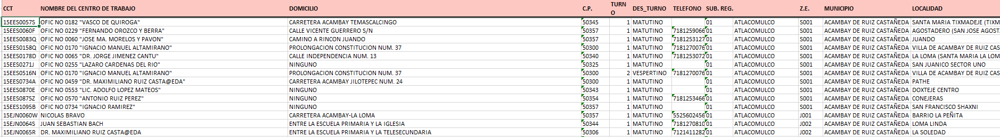 CCT NOMBRE DEL CENTRO DE TRABAJO DOMICILIO C.P. TURNO DES_TURNO TELEFONO SUB. REG. Z.E. MUNICIPIO LOCALIDAD
15EES0057S OFIC NO 0182 "VASCO DE QUIROGA" CARRETERA ACAMBAY TEMASCALCINGO 50345 1 MATUTINO 01 ATLACOMULCO S001 ACAMBAY DE RUIZ CASTAÑEDA SANTA MARIA TIXMADEJE (TIXM
15EES0060F OFIC NO 0229 "FERNANDO OROZCO Y BERRA" CALLE VICENTE GUERRERO S/N 50357 1 MATUTINO 7181259066 01 ATLACOMULCO S001 ACAMBAY DE RUIZ CASTAÑEDA AGOSTADERO (SAN JOSE AGOST
15EES0083Q OFIC NO 0060 "JOSE MA. MORELOS Y PAVON" CAMINO A RINCON JUANDO 50357 1 MATUTINO 7181253127 01 ATLACOMULCO S001 ACAMBAY DE RUIZ CASTAÑEDA JUANDO
15EES0158Q OFIC NO 0170 "IGNACIO MANUEL ALTAMIRANO" PROLONGACION CONSTITUCION NUM. 37 50300 1 MATUTINO 7181270076 01 ATLACOMULCO S001 ACAMBAY DE RUIZ CASTAÑEDA VILLA DE ACAMBAY DE RUIZ CAS
15EES0178D OFIC NO 0065 "DR. JORGE JIMENEZ CANTU" CALLE INDEPENDENCIA NUM. 13 50340 1 MATUTINO 7181253072 01 ATLACOMULCO S001 ACAMBAY DE RUIZ CASTAÑEDA LA LOMA (SANTA MARIA LA LOM
15EES0271J OFIC NO 0255 "LAZARO CARDENAS DEL RIO" NINGUNO 50325 1 MATUTINO 01 ATLACOMULCO S001 ACAMBAY DE RUIZ CASTAÑEDA SAN JUANICO SECTOR UNO
15EES0516N OFIC NO 0170 "IGNACIO MANUEL ALTAMIRANO" PROLONGACION CONSTITUCION NUM. 37 50300 2 VESPERTINO 7181270076 01 ATLACOMULCO S001 ACAMBAY DE RUIZ CASTAÑEDA VILLA DE ACAMBAY DE RUIZ CAS
15EES0734A OFIC NO 0459 "DR. MAXIMILIANO RUIZ CASTA@EDA" CARRETERA ACAMBAY JILOTEPEC NUM. 24 50300 1 MATUTINO 01 ATLACOMULCO S001 ACAMBAY DE RUIZ CASTAÑEDA PATHE
15EES0870E OFIC NO 0553 "LIC. ADOLFO LOPEZ MATEOS" NINGUNO 50343 1 MATUTINO 01 ATLACOMULCO S001 ACAMBAY DE RUIZ CASTAÑEDA DOXTEJE CENTRO
15EES0875Z OFIC NO 0570 "ANTONIO RUIZ PEREZ" NINGUNO 50354 1 MATUTINO 7181253466 01 ATLACOMULCO S001 ACAMBAY DE RUIZ CASTAÑEDA CONEJERAS
15EES1095B OFIC NO 0734 "IGNACIO RAMIREZ" NINGUNO 50357 1 MATUTINO 01 ATLACOMULCO S001 ACAMBAY DE RUIZ CASTAÑEDA SAN FRANCISCO SHAXNI
15EJN0060W NICOLAS BRAVO CARRETERA ACAMBAY-LA LOMA 50357 1 MATUTINO 5525602456 01 ATLACOMULCO J001 ACAMBAY DE RUIZ CASTAÑEDA BARRIO LA PEÑITA
15EJN0064S JUAN SEBASTIAN BACH ENTRE LA ESCUELA PRIMARIA Y LA IGLESIA 50344 1 MATUTINO 7181270810 01 ATLACOMULCO J002 ACAMBAY DE RUIZ CASTAÑEDA LOMA LINDA
15EJN0065R DR. MAXIMILIANO RUIZ CASTA@EDA ENTRE LA ESCUELA PRIMARIA Y LA TELESECUNDARIA 50306 1 MATUTINO 7121411282 01 ATLACOMULCO J002 ACAMBAY DE RUIZ CASTAÑEDA LA SOLEDAD